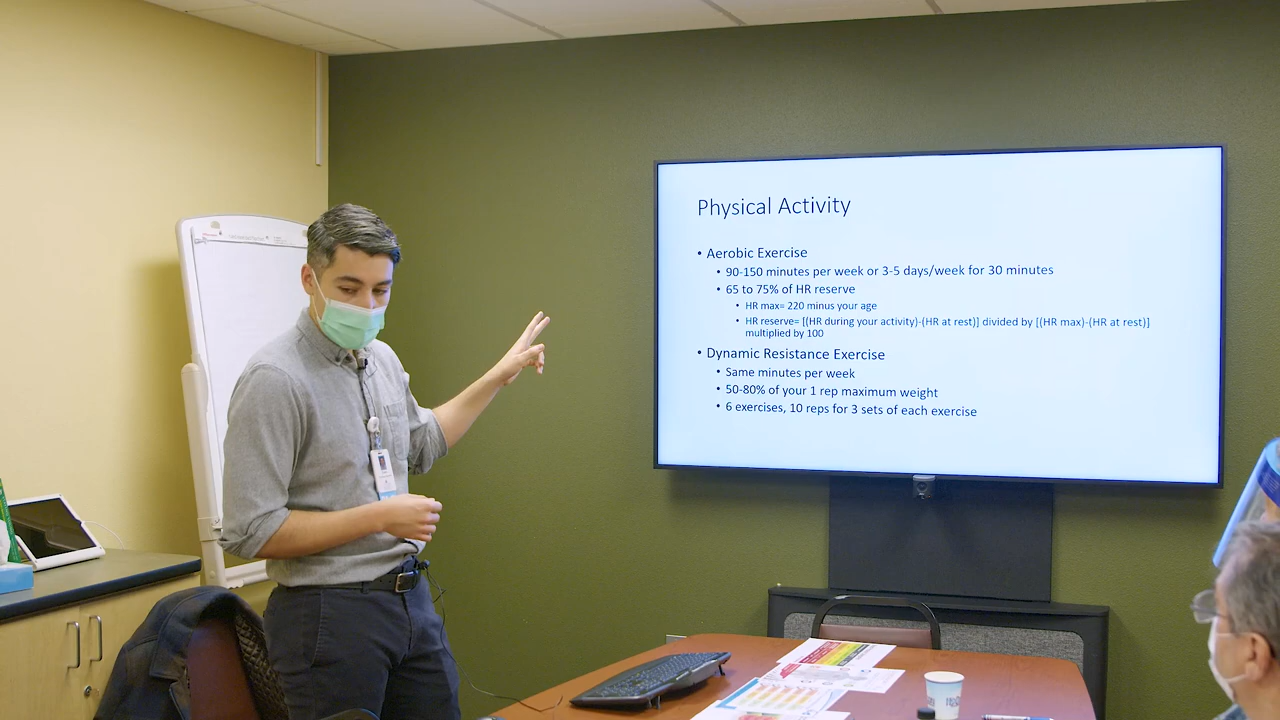 Physical Activity
• Aerobic Exercise
• 90-150 minutes per week or 3-5 days/week for 30 minutes
• 65 to 75% of HR reserve
• HR max= 220 minus your age
• HR reserve= [(HR during your activity)-(HR at rest)] divided by [(HR max)-(HR at rest)]
multiplied by 100
• Dynamic Resistance Exercise
• Same minutes per week
• 50-80% of your 1 rep maximum weight
• 6 exercises, 10 reps for 3 sets of each exercise